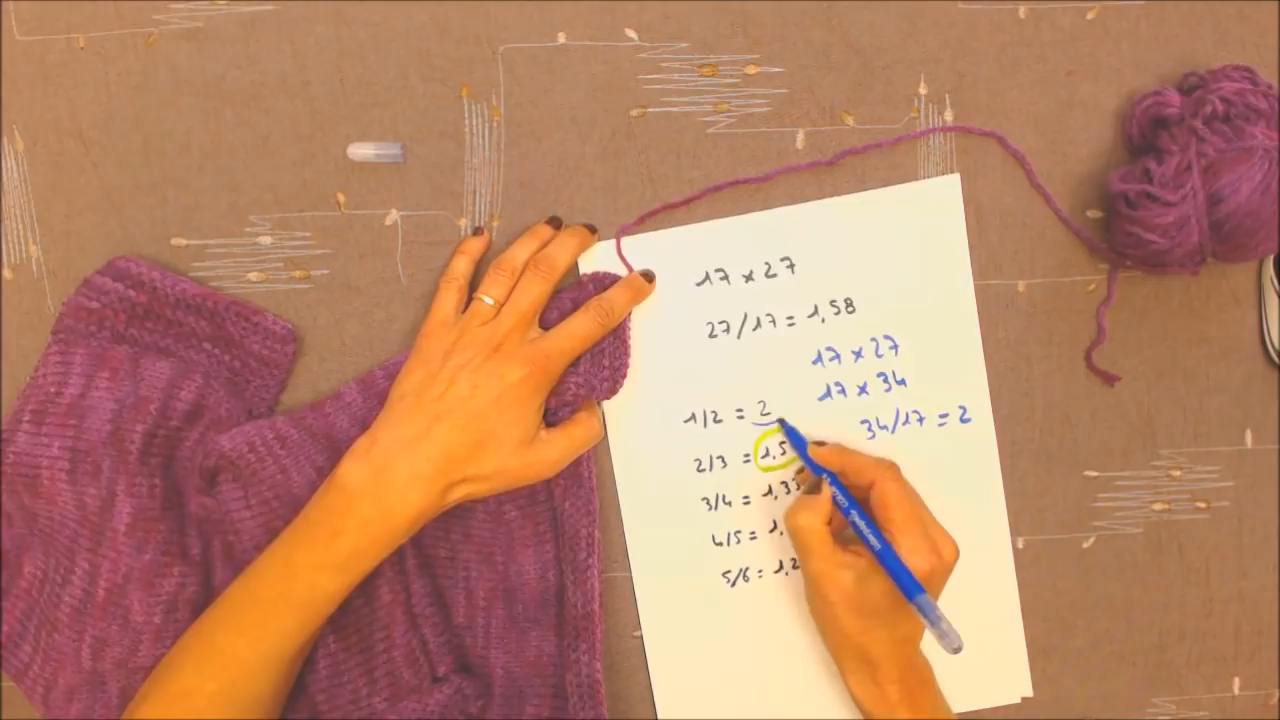 17 x 27
27/17 = 1,58
17 x 27
17 x 34
34/17 = 2
1/2 = 2
2/3 = 1,5
3/4 = 1,33
4/5 = 1,
5/6 = 1,2